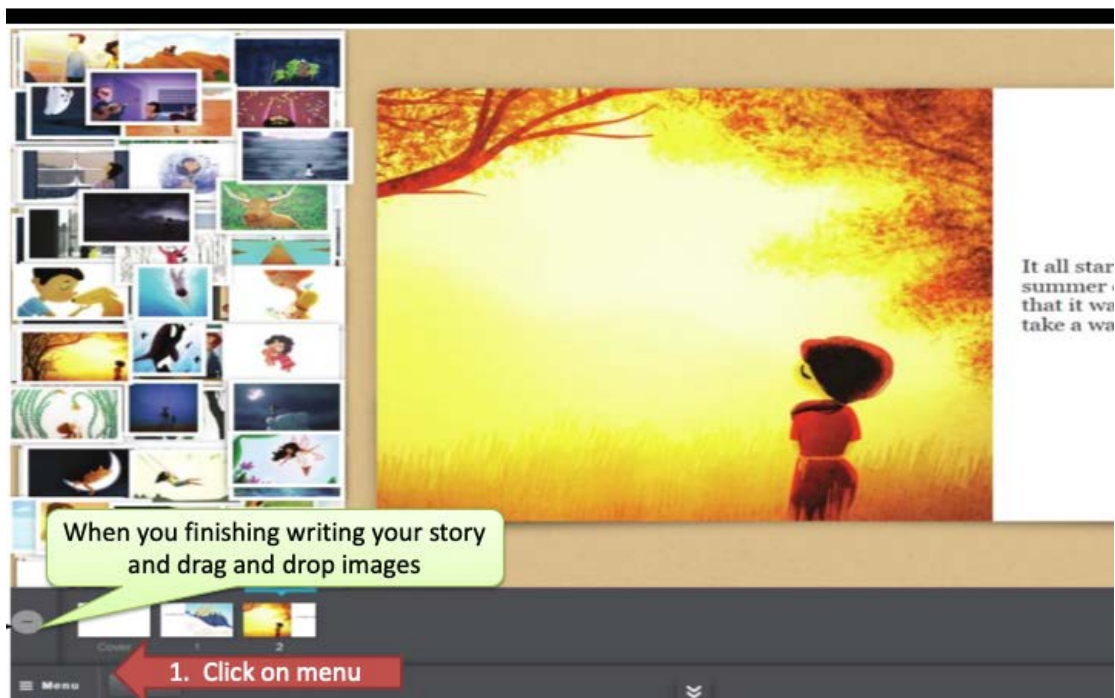 It all star
summer
that it wa
take a wa
When you finishing writing your story
and drag and drop images
Cover
1
2
1. Click on menu
Menu